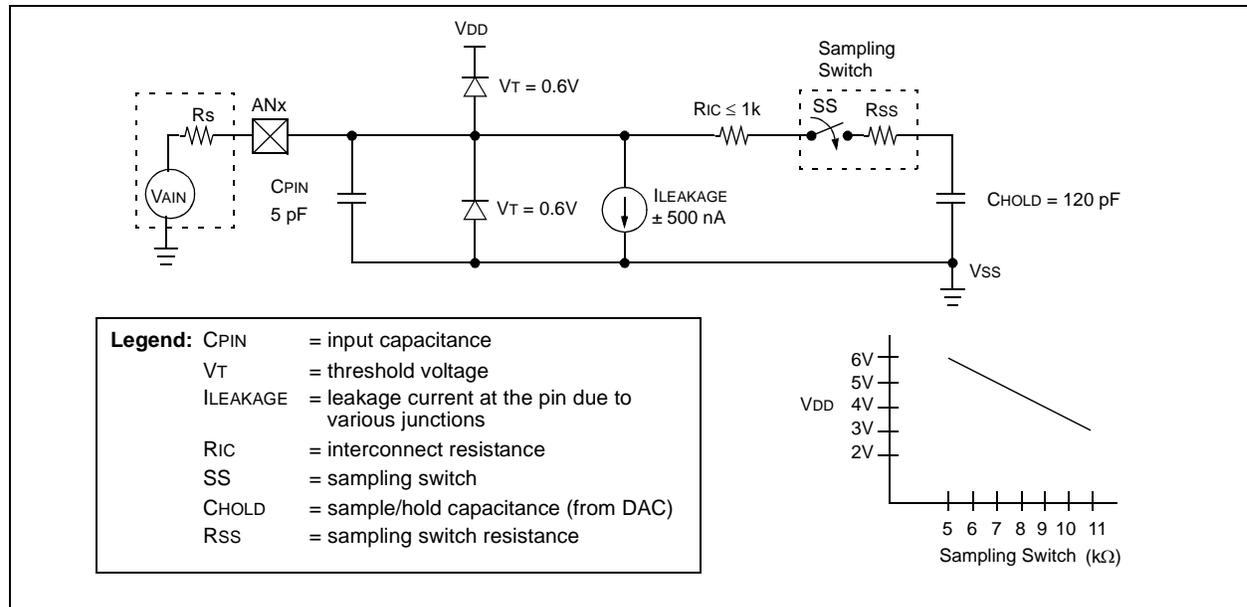 VDD
VT = 0.6V
Sampling
Switch
Rs
ANx
RIC ≤ 1k
SS
RSS
VAIN
CPIN
5 pF
VT = 0.6V
ILEAKAGE
± 500 nA
CHOLD = 120 pF
VSS
Legend: CPIN = input capacitance
VT = threshold voltage
ILEAKAGE = leakage current at the pin due to
various junctions
RIC = interconnect resistance
SS = sampling switch
CHOLD = sample/hold capacitance (from DAC)
RSS = sampling switch resistance
6V
5V
VDD
4V
3V
2V
5 6 7 8 9 10 11
Sampling Switch (kΩ)